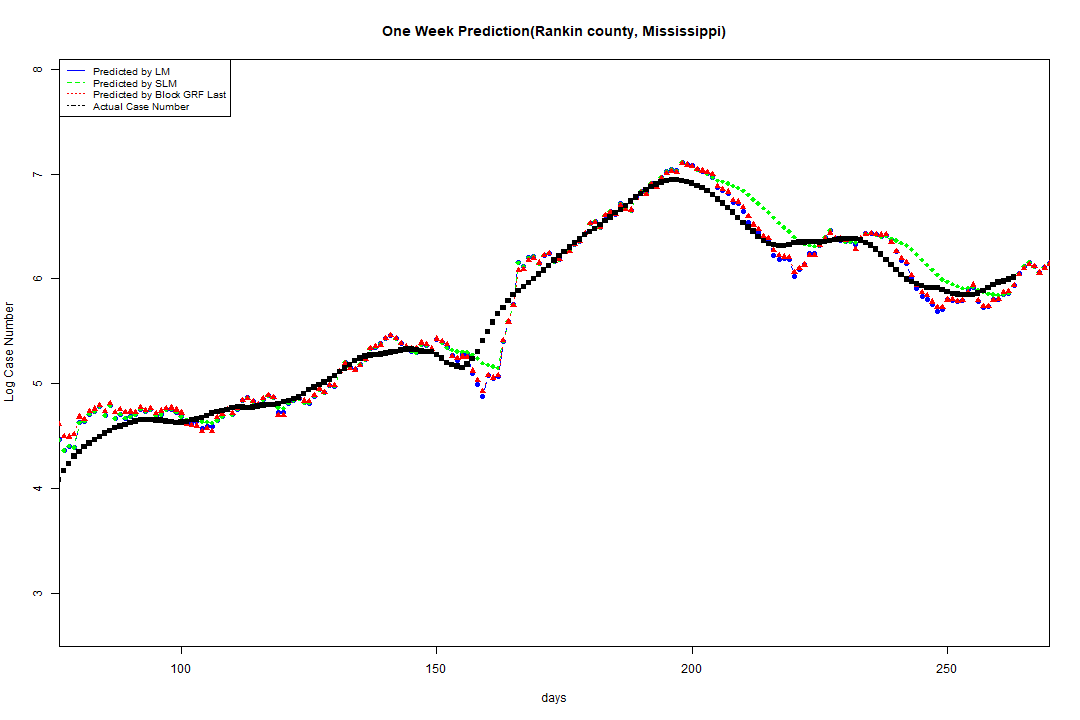 One Week Prediction(Rankin county, Mississippi)
Predicted by LM
Predicted by SLM
Predicted by Block GRF Last
Actual Case Number
8
7
6
5
4
3
Log Case Number
100
150
200
250
days